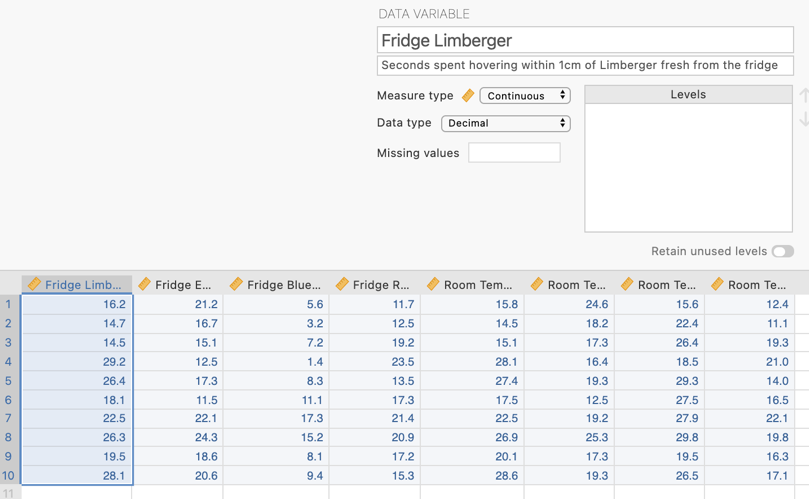 DATA VARIABLE
Fridge Limberger
Seconds spent hovering within 1cm of Limberger fresh from the fridge
Measure type Continuous
Levels
Data type Decimal
Missing values
Retain unused levels
Fridge Limb... Fridge E... Fridge Blue... Fridge R... Room Tem... Room Te... Room Te... Room Te...
1 16.2 21.2 5.6 11.7 15.8 24.6 15.6 12.4
2 14.7 16.7 3.2 12.5 14.5 18.2 22.4 11.1
3 14.5 15.1 7.2 19.2 15.1 17.3 26.4 19.3
4 29.2 12.5 1.4 23.5 28.1 16.4 18.5 21.0
5 26.4 17.3 8.3 13.5 27.4 19.3 29.3 14.0
6 18.1 11.5 11.1 17.3 17.5 12.5 27.5 16.5
7 22.5 22.1 17.3 21.4 22.5 19.2 27.9 22.1
8 26.3 24.3 15.2 20.9 26.9 25.3 29.8 19.8
9 19.5 18.6 8.1 17.2 20.1 17.3 19.5 16.3
10 28.1 20.6 9.4 15.3 28.6 19.3 26.5 17.1
11